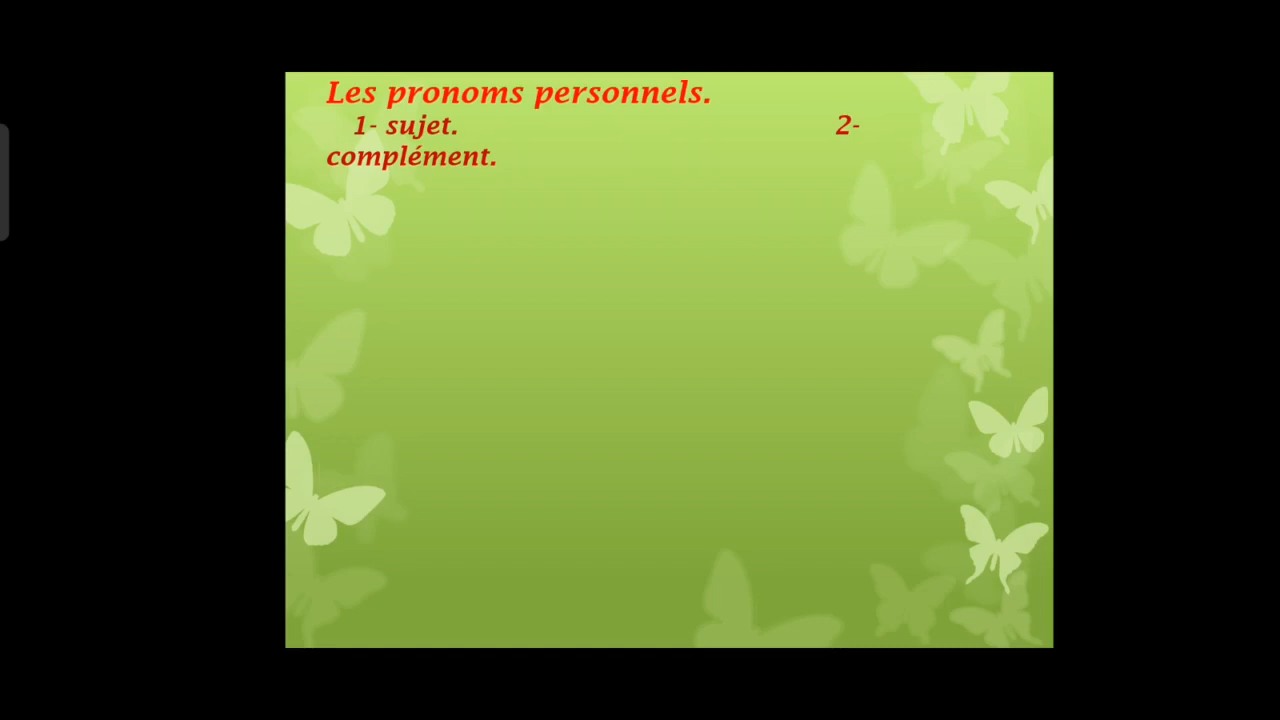 Les pronoms personnels.
1- sujet. 2-
complément.